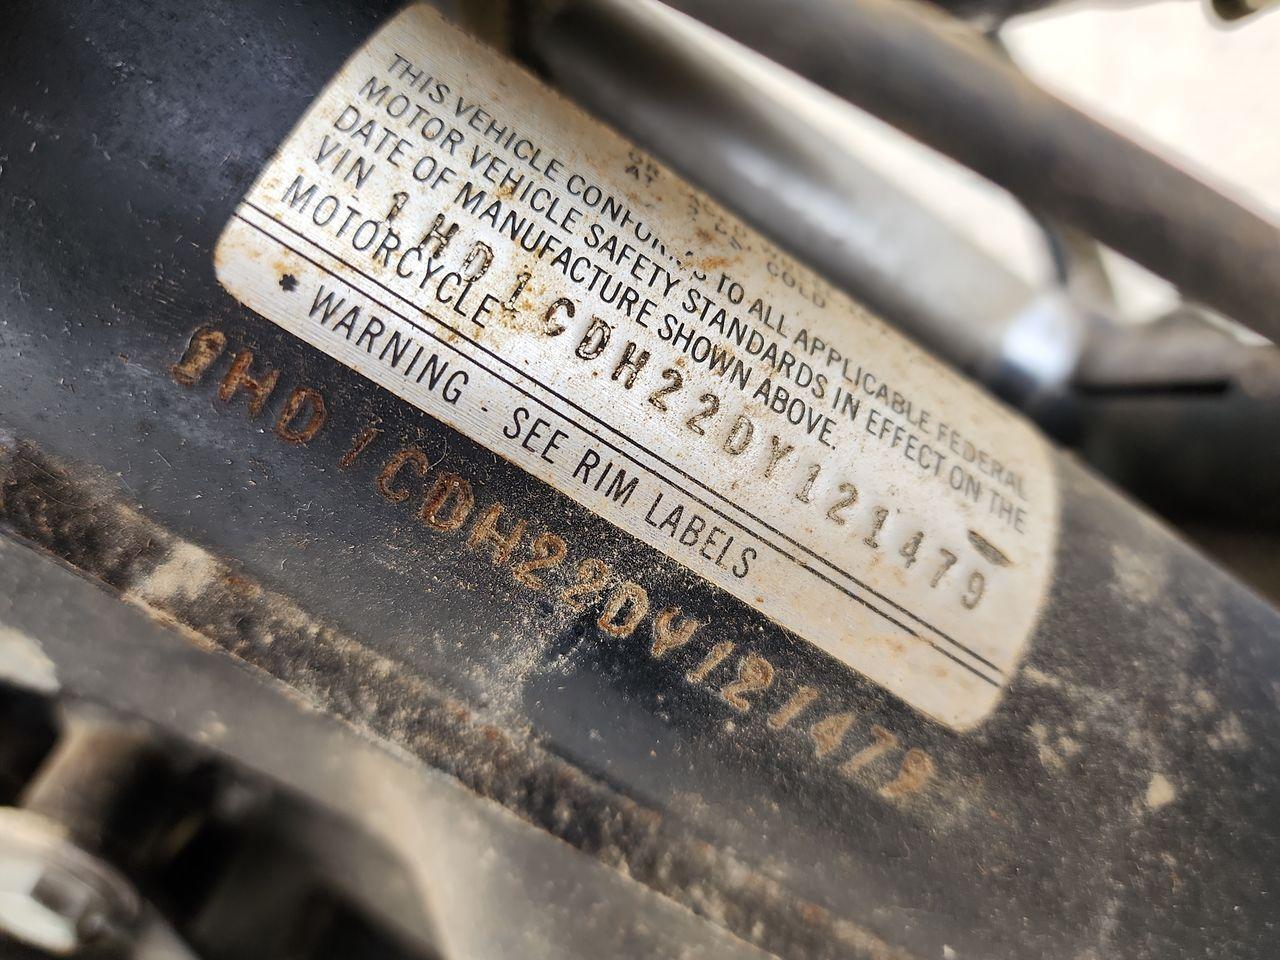 COLD
THIS VEHICLE CONFORMS TO ALL APPLICABLE FEDERAL
MOTOR VEHICLE SAFETY STANDARDS IN EFFECT ON THE
DATE OF MANUFACTURE SHOWN ABOVE.
VIN 1HD1CDH22DY121479
MOTORCYCLE
* WARNING - SEE RIM LABELS
1HD1CDH22DY121479